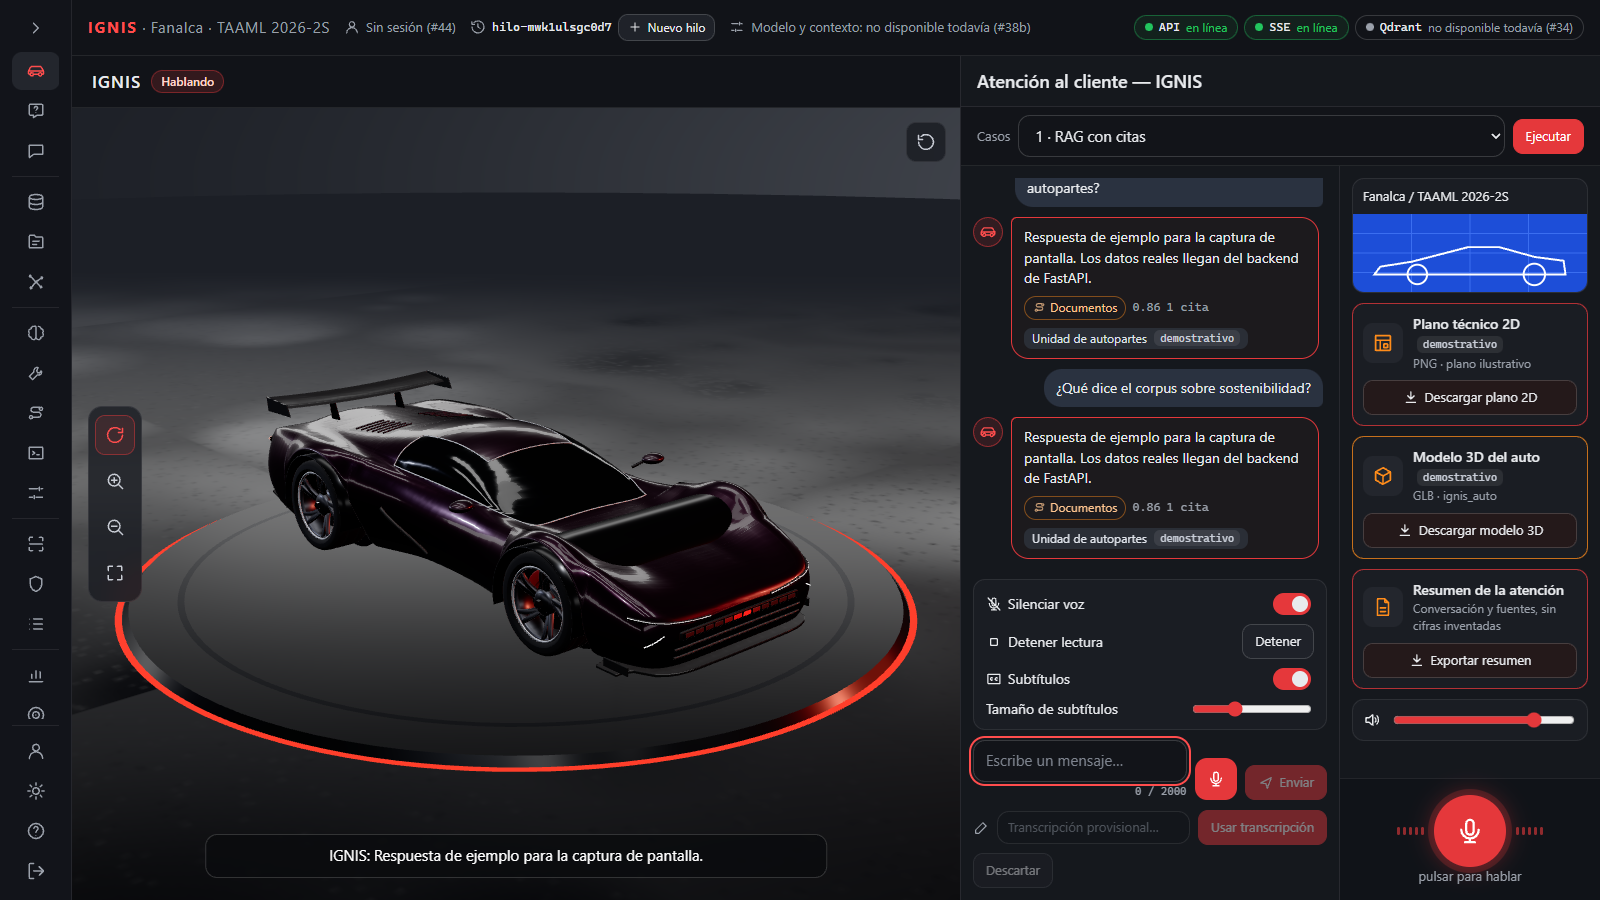 IGNIS · Fanalca · TAAML 2026-2S
Sin sesión (#44)
hilo-mwk1ulsgc0d7
+ Nuevo hilo
Modelo y contexto: no disponible todavía (#38b)
API en línea
SSE en línea
Qdrant no disponible todavía (#34)
IGNIS
Hablando
Atención al cliente — IGNIS
Casos
1 · RAG con citas
Ejecutar
autopartes?
Respuesta de ejemplo para la captura de
pantalla. Los datos reales llegan del backend
de FastAPI.
Documentos 0.86 1 cita
Unidad de autopartes demostrativo
¿Qué dice el corpus sobre sostenibilidad?
Respuesta de ejemplo para la captura de
pantalla. Los datos reales llegan del backend
de FastAPI.
Documentos 0.86 1 cita
Unidad de autopartes demostrativo
Silenciar voz
Detener lectura
Detener
Subtítulos
Tamaño de subtítulos
Escribe un mensaje...
0 / 2000
Enviar
Transcripción provisional...
Usar transcripción
Descartar
Fanalca / TAAML 2026-2S
Plano técnico 2D
demostrativo
PNG · plano ilustrativo
Descargar plano 2D
Modelo 3D del auto
demostrativo
GLB · ignis_auto
Descargar modelo 3D
Resumen de la atención
Conversación y fuentes, sin
cifras inventadas
Exportar resumen
pulsar para hablar
IGNIS: Respuesta de ejemplo para la captura de pantalla.